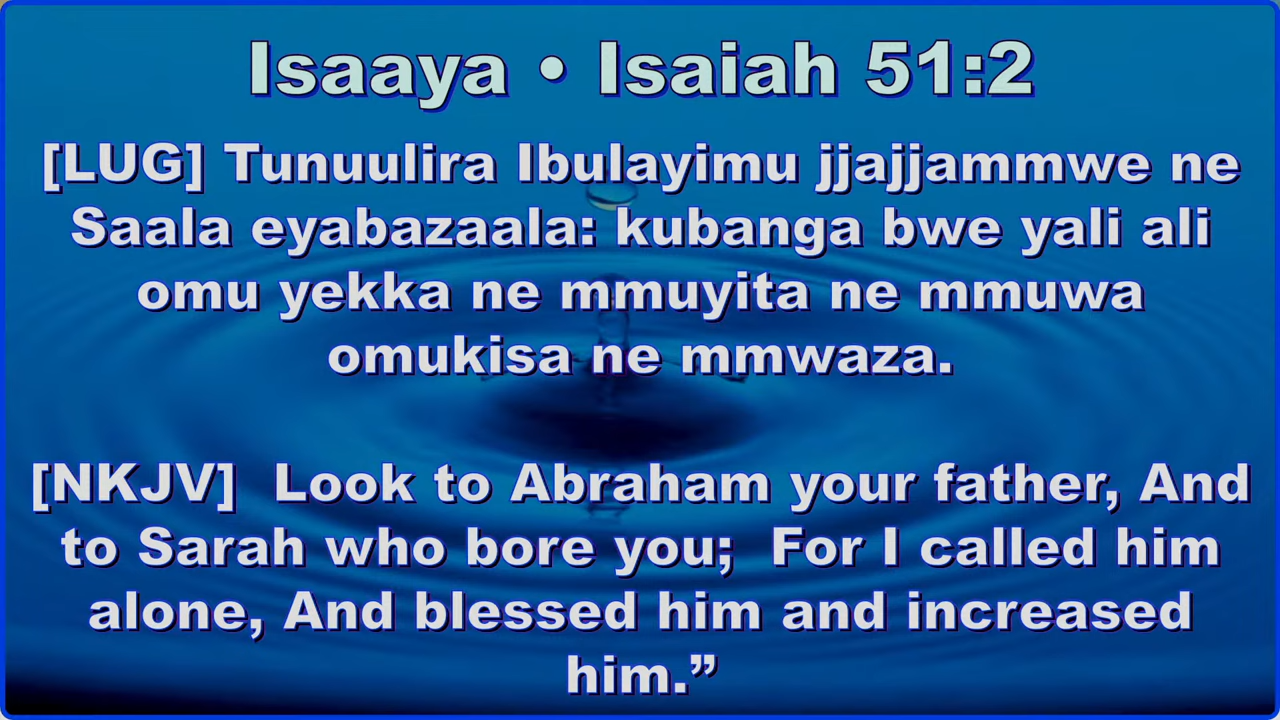 Isaaya • Isaiah 51:2
[LUG] Tunuulira Ibulayimu jjajjammwe ne
Saala eyabazaala: kubanga bwe yali ali
omu yekka ne mmuyita ne mmuwa
omukisa ne mmwaza.
[NKJV]  Look to Abraham your father, And
to Sarah who bore you;  For I called him
alone, And blessed him and increased
him.”